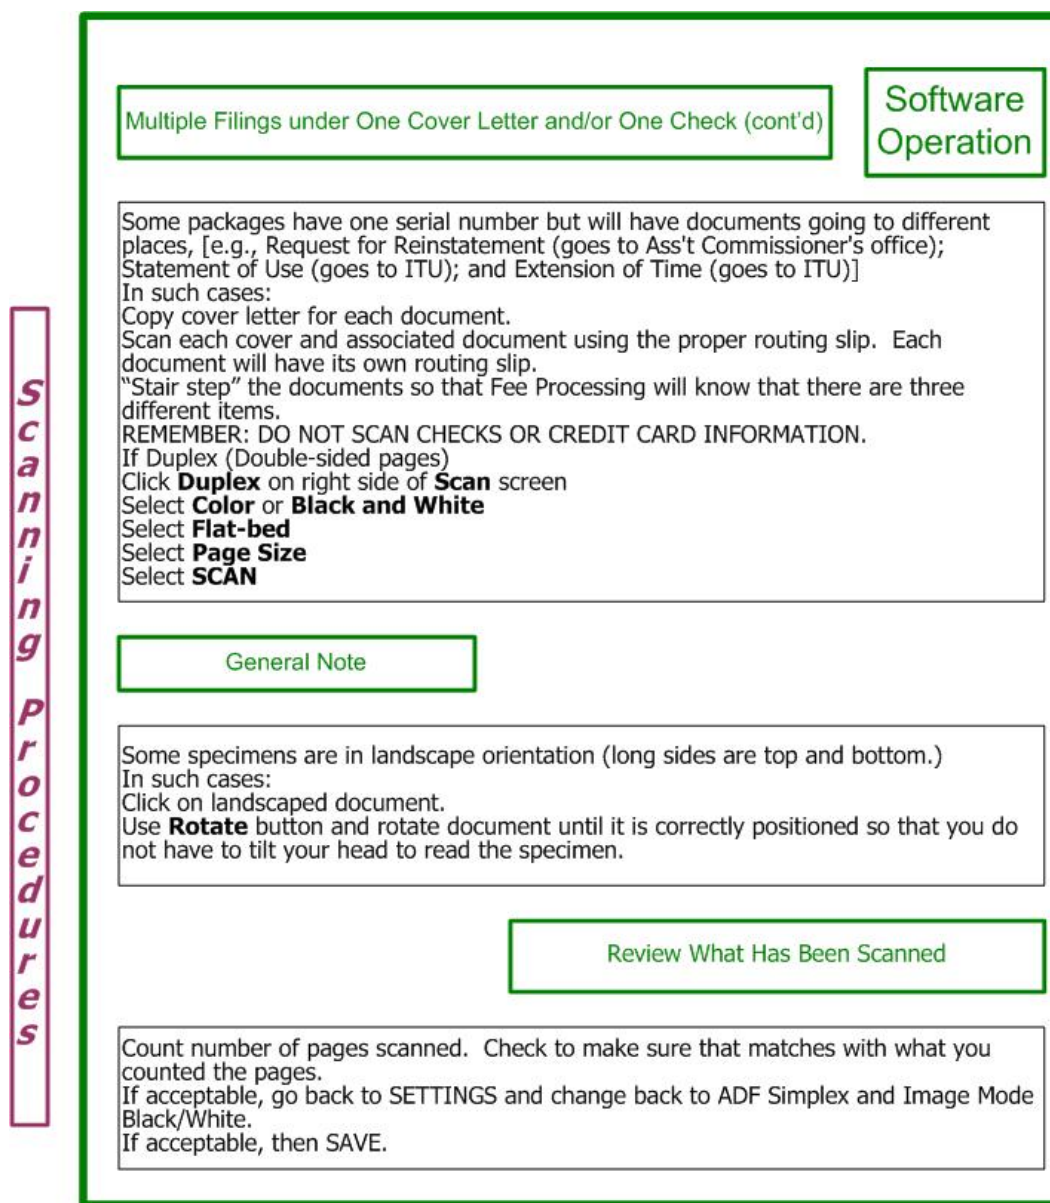 Multiple Filings under One Cover Letter and/or One Check (cont'd)
Software
Operation
Some packages have one serial number but will have documents going to different
places, [e.g., Request for Reinstatement (goes to Ass't Commissioner's office);
Statement of Use (goes to ITU); and Extension of Time (goes to ITU)]
In such cases:
Copy cover letter for each document.
Scan each cover and associated document using the proper routing slip.  Each
document will have its own routing slip.
“Stair step” the documents so that Fee Processing will know that there are three
different items.
REMEMBER: DO NOT SCAN CHECKS OR CREDIT CARD INFORMATION.
If Duplex (Double-sided pages)
Click Duplex on right side of Scan screen
Select Color or Black and White
Select Flat-bed
Select Page Size
Select SCAN
Scanning Procedures
General Note
Some specimens are in landscape orientation (long sides are top and bottom.)
In such cases:
Click on landscaped document.
Use Rotate button and rotate document until it is correctly positioned so that you do
not have to tilt your head to read the specimen.
Review What Has Been Scanned
Count number of pages scanned.  Check to make sure that matches with what you
counted the pages.
If acceptable, go back to SETTINGS and change back to ADF Simplex and Image Mode
Black/White.
If acceptable, then SAVE.